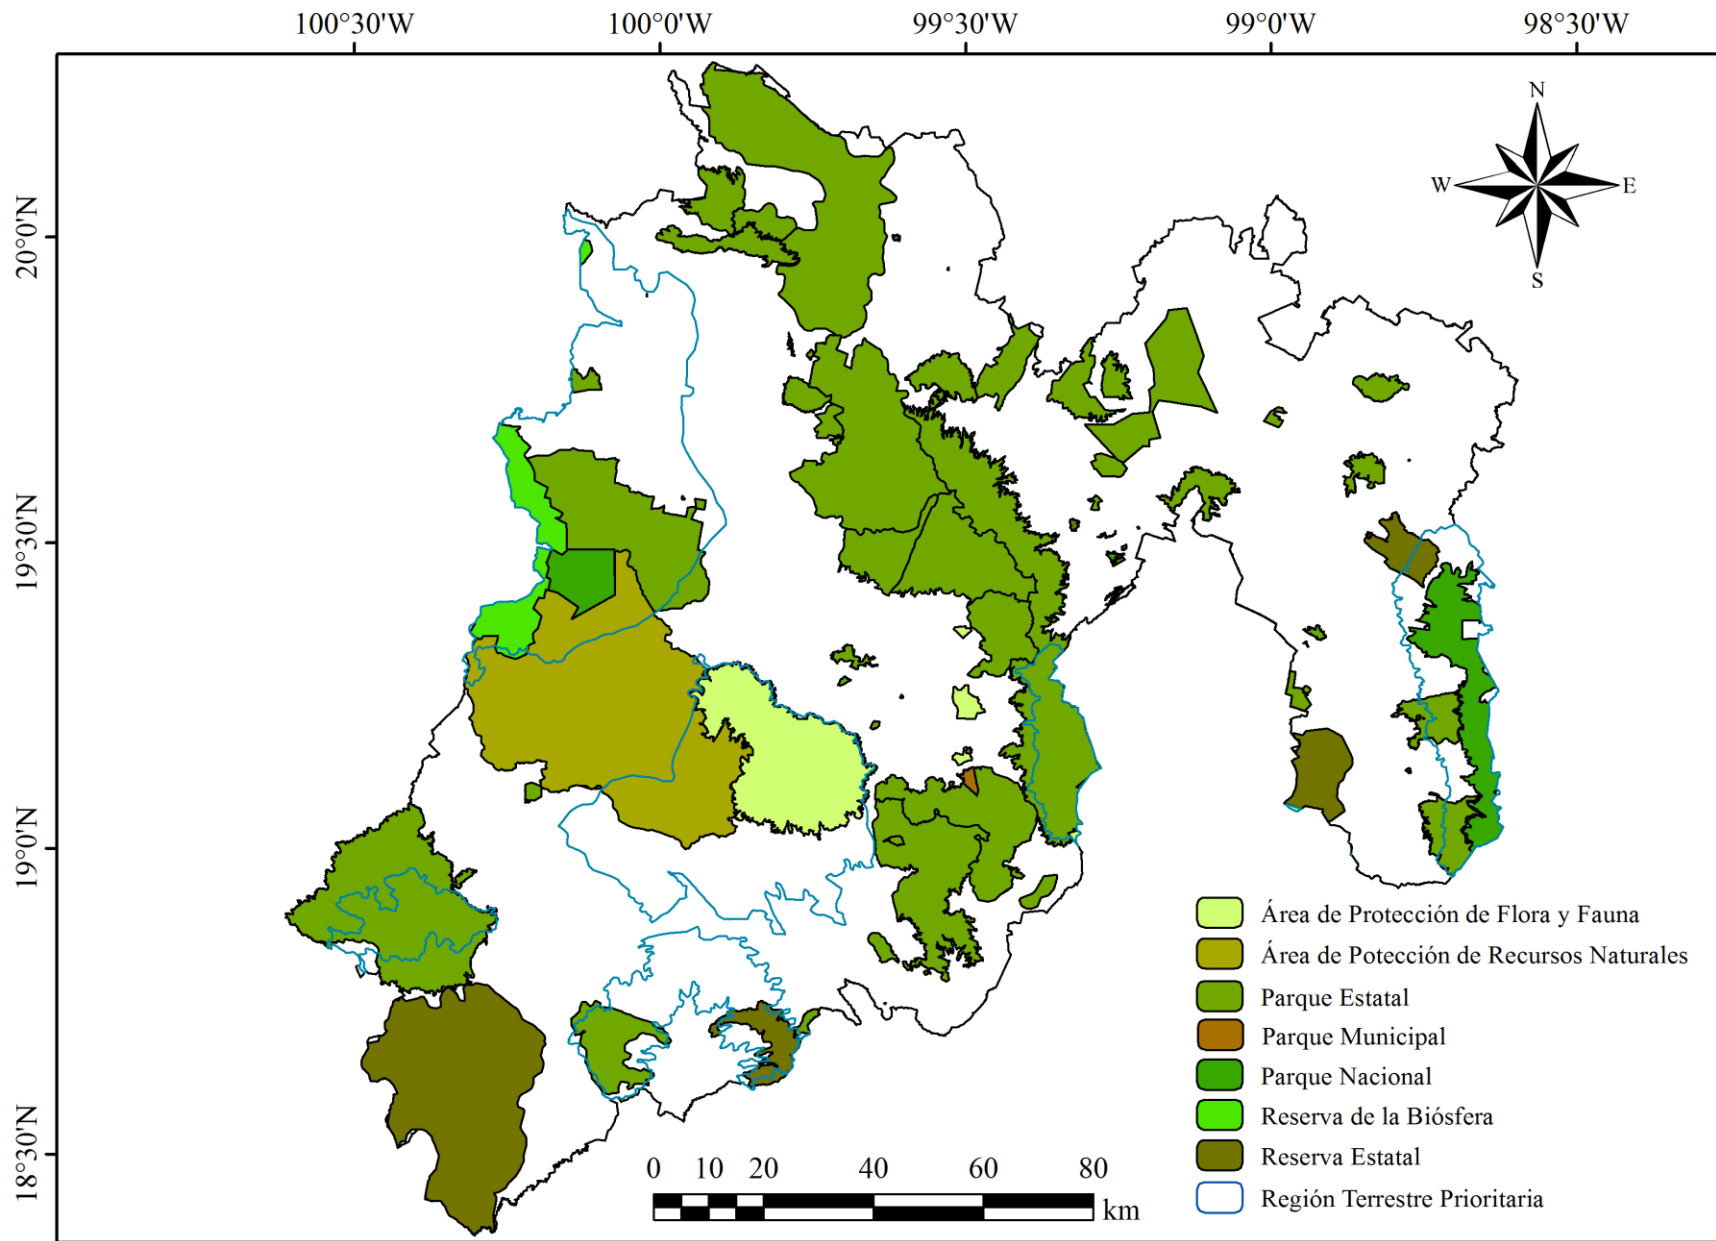 100°30'W 100°0'W 99°30'W 99°0'W 98°30'W
N
W E
S
20°0'N
19°30'N
19°0'N
18°30'N
Área de Protección de Flora y Fauna
Área de Potección de Recursos Naturales
Parque Estatal
Parque Municipal
Parque Nacional
Reserva de la Biósfera
Reserva Estatal
Región Terrestre Prioritaria
0 10 20 40 60 80
km